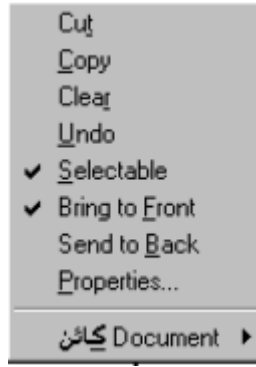 Cut
Copy
Clear
Undo
Selectable
Bring to Front
Send to Back
Properties...
كائن Document